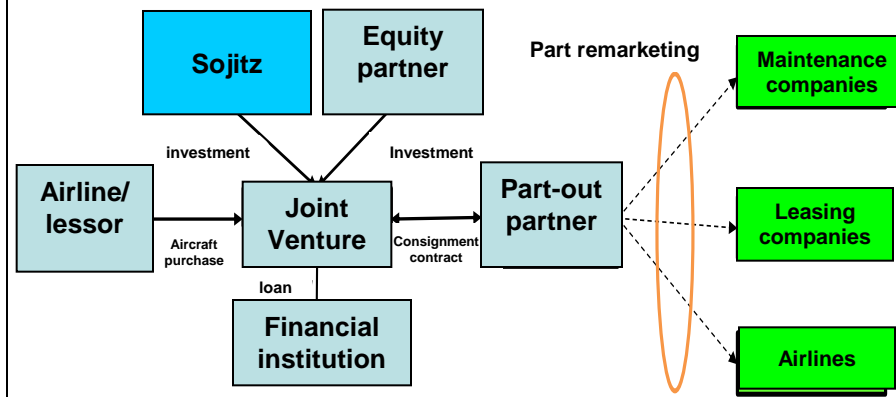 Sojitz
Equity
partner
Part remarketing
Maintenance
companies
investment
Investment
Airline/
lessor
Joint
Venture
Part-out
partner
Leasing
companies
Aircraft
purchase
Consignment
contract
loan
Financial
institution
Airlines